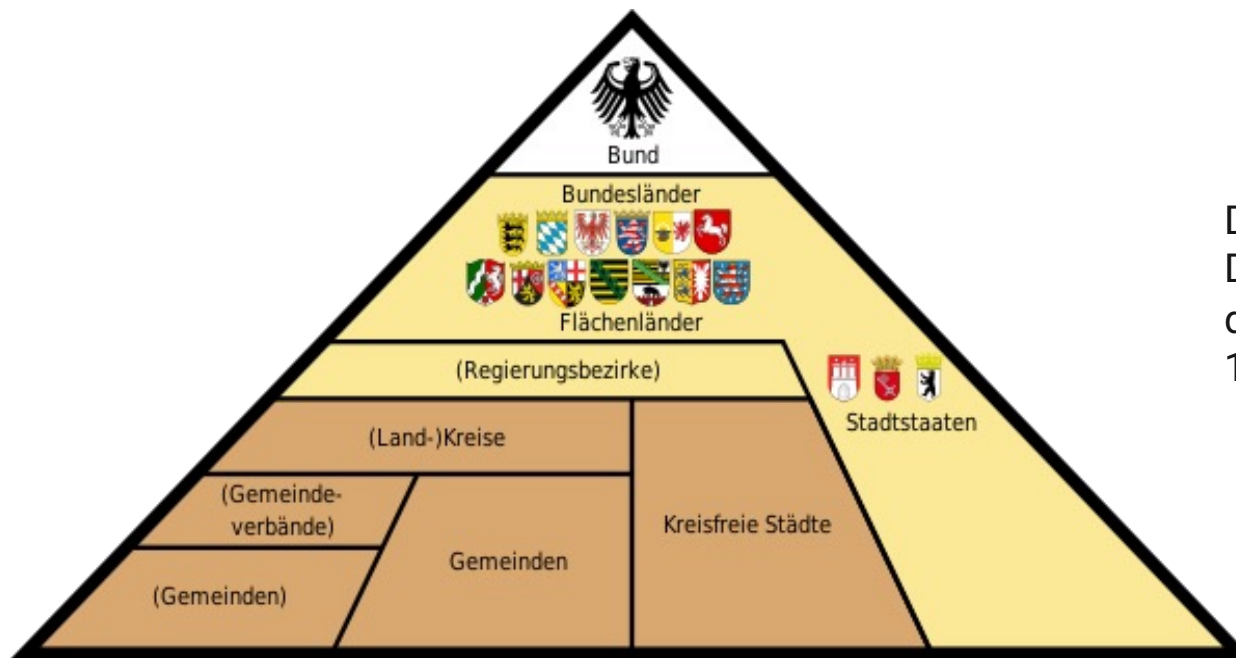 Bund
Bundesländer
Flächenländer
(Regierungsbezirke)
Stadtstaaten
(Land-)Kreise
(Gemeinde-
verbände)
Kreisfreie Städte
Gemeinden
(Gemeinden)